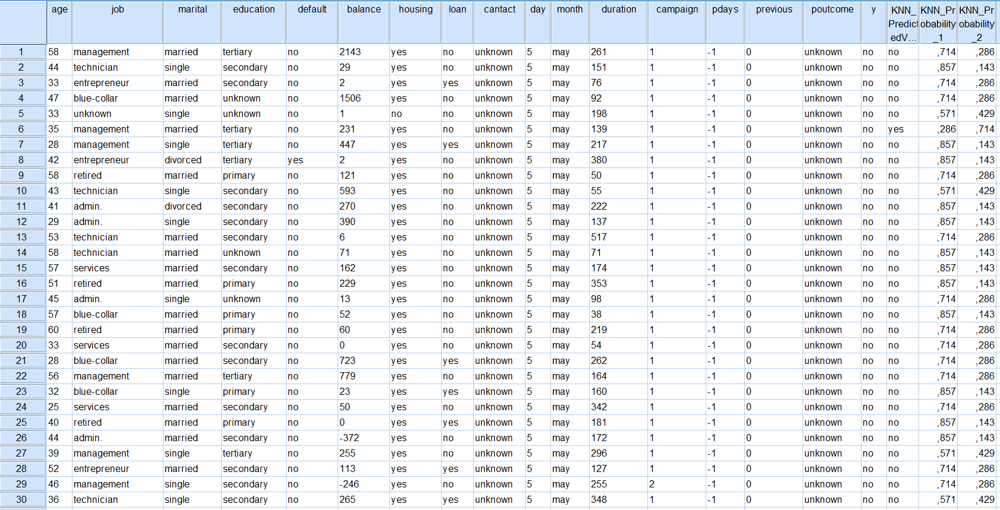 age job marital education default balance housing loan cantact day month duration campaign pdays previous poutcome y KNN_PredictedV... KNN_Probability_1 KNN_Probability_2
1 58 management married tertiary no 2143 yes no unknown 5 may 261 1 -1 0 unknown no no ,714 ,286
2 44 technician single secondary no 29 yes no unknown 5 may 151 1 -1 0 unknown no no ,857 ,143
3 33 entrepreneur married secondary no 2 yes yes unknown 5 may 76 1 -1 0 unknown no no ,714 ,286
4 47 blue-collar married unknown no 1506 yes no unknown 5 may 92 1 -1 0 unknown no no ,714 ,286
5 33 unknown single unknown no 1 no no unknown 5 may 198 1 -1 0 unknown no no ,571 ,429
6 35 management married tertiary no 231 yes no unknown 5 may 139 1 -1 0 unknown no yes ,286 ,714
7 28 management single tertiary no 447 yes yes unknown 5 may 217 1 -1 0 unknown no no ,857 ,143
8 42 entrepreneur divorced tertiary yes 2 yes no unknown 5 may 380 1 -1 0 unknown no no ,857 ,143
9 58 retired married primary no 121 yes no unknown 5 may 50 1 -1 0 unknown no no ,714 ,286
10 43 technician single secondary no 593 yes no unknown 5 may 55 1 -1 0 unknown no no ,571 ,429
11 41 admin. divorced secondary no 270 yes no unknown 5 may 222 1 -1 0 unknown no no ,857 ,143
12 29 admin. single secondary no 390 yes no unknown 5 may 137 1 -1 0 unknown no no ,857 ,143
13 53 technician married secondary no 6 yes no unknown 5 may 517 1 -1 0 unknown no no ,714 ,286
14 58 technician married unknown no 71 yes no unknown 5 may 71 1 -1 0 unknown no no ,857 ,143
15 57 services married secondary no 162 yes no unknown 5 may 174 1 -1 0 unknown no no ,857 ,143
16 51 retired married primary no 229 yes no unknown 5 may 353 1 -1 0 unknown no no ,857 ,143
17 45 admin. single unknown no 13 yes no unknown 5 may 98 1 -1 0 unknown no no ,714 ,286
18 57 blue-collar married primary no 52 yes no unknown 5 may 38 1 -1 0 unknown no no ,857 ,143
19 60 retired married primary no 60 yes no unknown 5 may 219 1 -1 0 unknown no no ,714 ,286
20 33 services married secondary no 0 yes no unknown 5 may 54 1 -1 0 unknown no no ,714 ,286
21 28 blue-collar married secondary no 723 yes yes unknown 5 may 262 1 -1 0 unknown no no ,714 ,286
22 56 management married tertiary no 779 yes no unknown 5 may 164 1 -1 0 unknown no no ,714 ,286
23 32 blue-collar single primary no 23 yes yes unknown 5 may 160 1 -1 0 unknown no no ,857 ,143
24 25 services married secondary no 50 yes no unknown 5 may 342 1 -1 0 unknown no no ,714 ,286
25 40 retired married primary no 0 yes yes unknown 5 may 181 1 -1 0 unknown no no ,857 ,143
26 44 admin. married secondary no -372 yes no unknown 5 may 172 1 -1 0 unknown no no ,857 ,143
27 39 management single tertiary no 255 yes no unknown 5 may 296 1 -1 0 unknown no no ,571 ,429
28 52 entrepreneur married secondary no 113 yes yes unknown 5 may 127 1 -1 0 unknown no no ,714 ,286
29 46 management single secondary no -246 yes no unknown 5 may 255 2 -1 0 unknown no no ,714 ,286
30 36 technician single secondary no 265 yes yes unknown 5 may 348 1 -1 0 unknown no no ,571 ,429